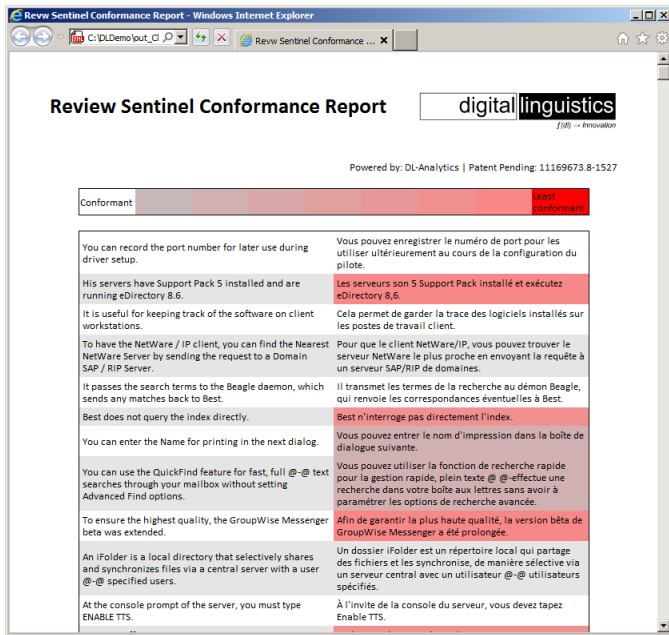 Revw Sentinel Conformance Report - Windows Internet Explorer
C:\DLDemo\out_Cl
Revw Sentinel Conformance ...
Review Sentinel Conformance Report
digital linguistics
ƒ(dl) → Innovation
Powered by: DL-Analytics | Patent Pending: 11169673.8-1527
Conformant
Least
conformant
You can record the port number for later use during
driver setup.
Vous pouvez enregistrer le numéro de port pour les
utiliser ultérieurement au cours de la configuration du
pilote.
His servers have Support Pack 5 installed and are
running eDirectory 8.6.
Les serveurs son 5 Support Pack installé et exécutez
eDirectory 8,6.
It is useful for keeping track of the software on client
workstations.
Cela permet de garder la trace des logiciels installés sur
les postes de travail client.
To have the NetWare / IP client, you can find the Nearest
NetWare Server by sending the request to a Domain
SAP / RIP Server.
Pour que le client NetWare/IP, vous pouvez trouver le
serveur NetWare le plus proche en envoyant la requête à
un serveur SAP/RIP de domaines.
It passes the search terms to the Beagle daemon, which
sends any matches back to Best.
Il transmet les termes de la recherche au démon Beagle,
qui renvoie les correspondances éventuelles à Best.
Best does not query the index directly.
Best n'interroge pas directement l'index.
You can enter the Name for printing in the next dialog.
Vous pouvez entrer le nom d'impression dans la boîte de
dialogue suivante.
You can use the QuickFind feature for fast, full @-@ text
searches through your mailbox without setting
Advanced Find options.
Vous pouvez utiliser la fonction de recherche rapide
pour la gestion rapide, plein texte @ @-effectue une
recherche dans votre boîte aux lettres sans avoir à
paramétrer les options de recherche avancée.
To ensure the highest quality, the GroupWise Messenger
beta was extended.
Afin de garantir la plus haute qualité, la version bêta de
GroupWise Messenger a été prolongée.
An iFolder is a local directory that selectively shares
and synchronizes files via a central server with a user
@-@ specified users.
Un dossier iFolder est un répertoire local qui partage
des fichiers et les synchronise, de manière sélective via
un serveur central avec un utilisateur @-@ utilisateurs
spécifiés.
At the console prompt of the server, you must type
ENABLE TTS.
À l'invite de la console du serveur, vous devez tapez
Enable TTS.